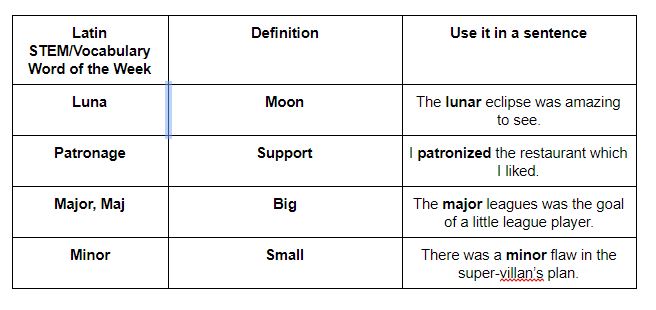 Latin
STEM/Vocabulary
Word of the Week
Definition
Use it in a sentence
Luna
Moon
The lunar eclipse was amazing
to see.
Patronage
Support
I patronized the restaurant which
I liked.
Major, Maj
Big
The major leagues was the goal
of a little league player.
Minor
Small
There was a minor flaw in the
super-villan's plan.